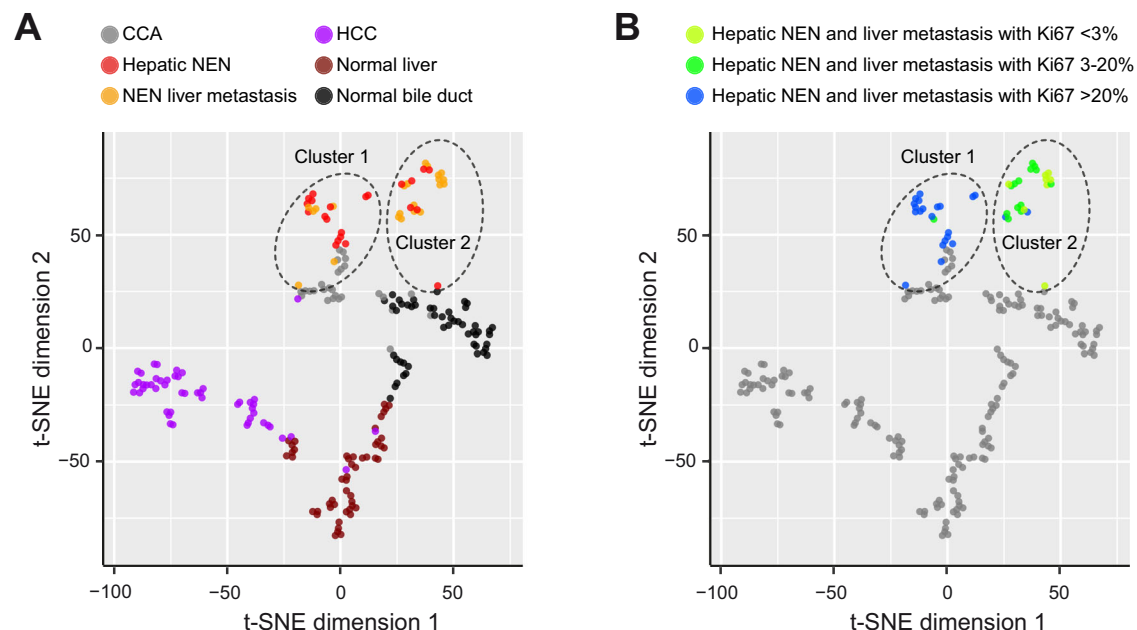 A
CCA
HCC
Hepatic NEN
Normal liver
NEN liver metastasis
Normal bile duct
t-SNE dimension 2
50
0
−50
Cluster 1
Cluster 2
−100
−50
0
50
t-SNE dimension 1
B
Hepatic NEN and liver metastasis with Ki67 <3%
Hepatic NEN and liver metastasis with Ki67 3-20%
Hepatic NEN and liver metastasis with Ki67 >20%
t-SNE dimension 2
50
0
−50
Cluster 1
Cluster 2
−100
−50
0
50
t-SNE dimension 1